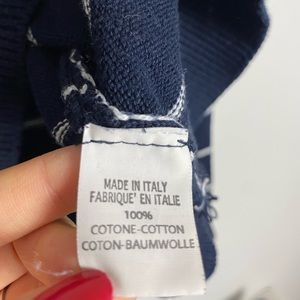 MADE IN ITALY
FABRIQUE' EN ITALIE
100%
COTONE-COTTON
COTON-BAUMWOLLE